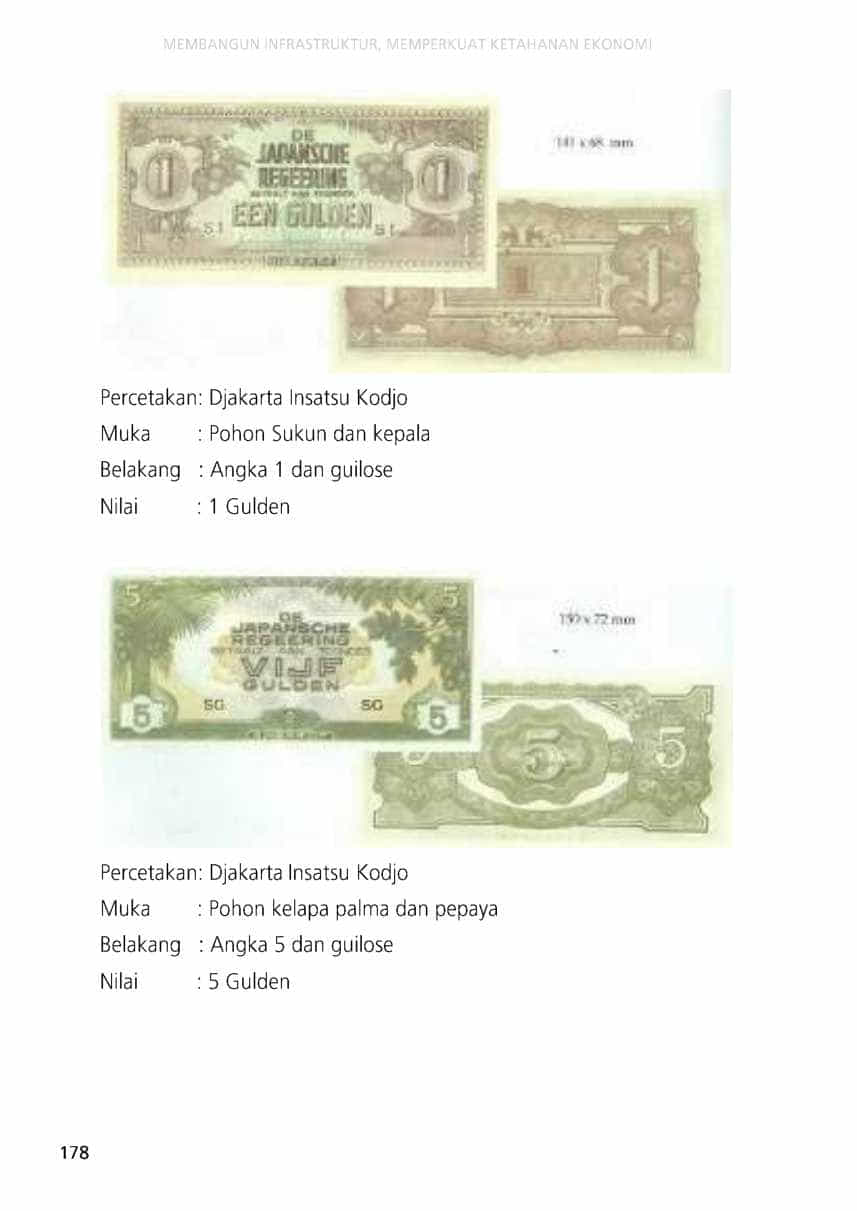 MEMBANGUN INFRASTRUKTUR, MEMPERKUAT KETAHANAN EKONOMI
DE
JAPANSCHE
REGEERING
BETAALT AAN TOONDER
1 EEN GULDEN 1
SI SI
1
Percetakan: Djakarta Insatsu Kodjo
Muka : Pohon Sukun dan kepala
Belakang : Angka 1 dan guilose
Nilai : 1 Gulden
5 5
DE
JAPANSCHE
REGEERING
BETAALT AAN TOONDER
VIJF
GULDEN
SG SG
5 5
150 x 72 mm
5 5
Percetakan: Djakarta Insatsu Kodjo
Muka : Pohon kelapa palma dan pepaya
Belakang : Angka 5 dan guilose
Nilai : 5 Gulden
178